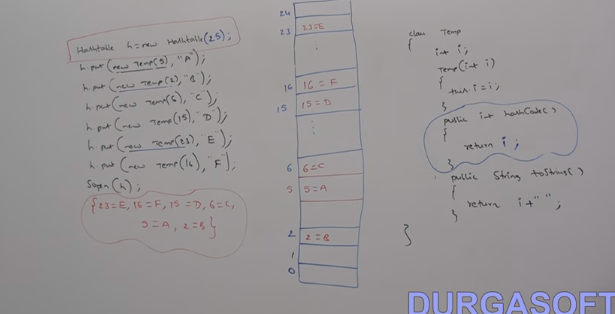 Hashtable h=new Hashtable(25);
h.put(new Temp(5), "A");
h.put(new Temp(2), "B");
h.put(new Temp(6), "C");
h.put(new Temp(15), "D");
h.put(new Temp(23), "E");
h.put(new Temp(16), "F");
Sopln(h);
{23=E, 16=F, 15=D, 6=C,
5=A, 2=B}
24
23 23=E
16 16=F
15 15=D
6 6=C
5 5=A
2 2=B
1
0
class Temp
{
int i;
Temp(int i)
{
this.i=i;
}
public int hashCode()
{
return i;
}
public String toString()
{
return i+"";
}
}
DURGASOFT